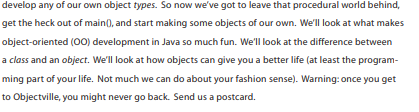 develop any of our own object types. So now we've got to leave that procedural world behind,
get the heck out of main(), and start making some objects of our own. We'll look at what makes
object-oriented (OO) development in Java so much fun. We'll look at the difference between
a class and an object. We'll look at how objects can give you a better life (at least the program-
ming part of your life. Not much we can do about your fashion sense). Warning: once you get
to Objectville, you might never go back. Send us a postcard.